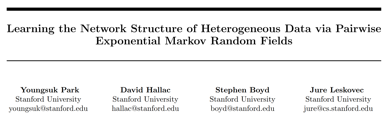 Learning the Network Structure of Heterogeneous Data via Pairwise
Exponential Markov Random Fields
Youngsuk Park David Hallac Stephen Boyd Jure Leskovec
Stanford University Stanford University Stanford University Stanford University
youngsuk@stanford.edu hallac@stanford.edu boyd@stanford.edu jure@cs.stanford.edu